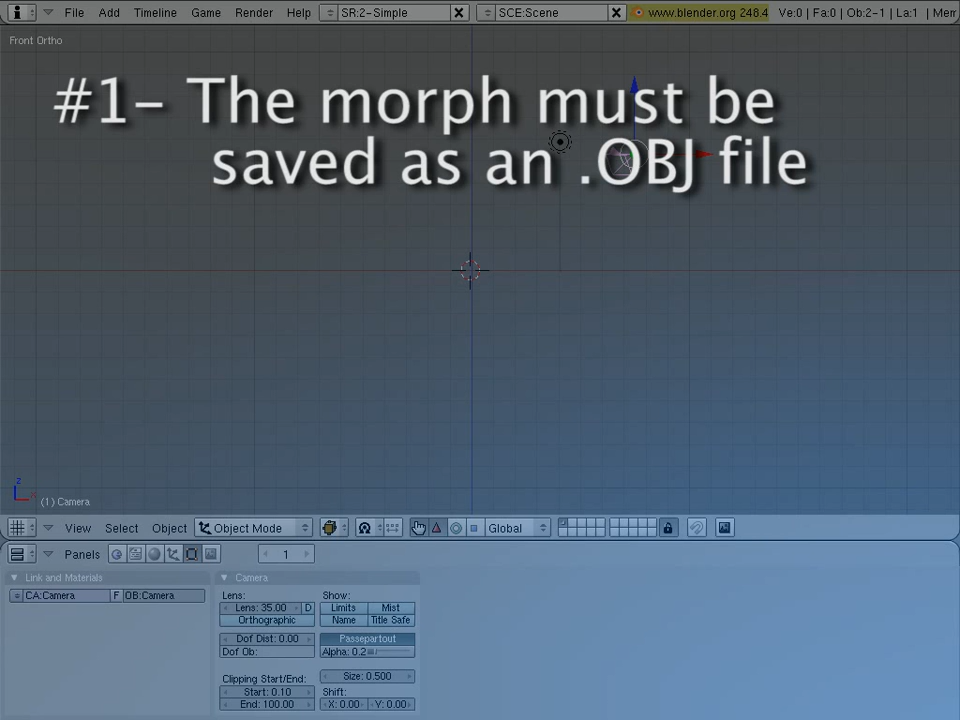 File Add Timeline Game Render Help SR:2-Simple SCE:Scene www.blender.org 248.4 Ve:0 | Fa:0 | Ob:2-1 | La:1 | Mem
Front Ortho
#1- The morph must be
saved as an .OBJ file
z
x
(1) Camera
View Select Object Object Mode Global
Panels 1
Link and Materials
CA:Camera F OB:Camera
Camera
Lens: Show:
Lens: 35.00 D Limits Mist
Orthographic Name Title Safe
Dof Dist: 0.00 Passepartout
Dof Ob: Alpha: 0.2
Clipping Start/End: Size: 0.500
Start: 0.10 Shift:
End: 100.00 X: 0.00 Y: 0.00